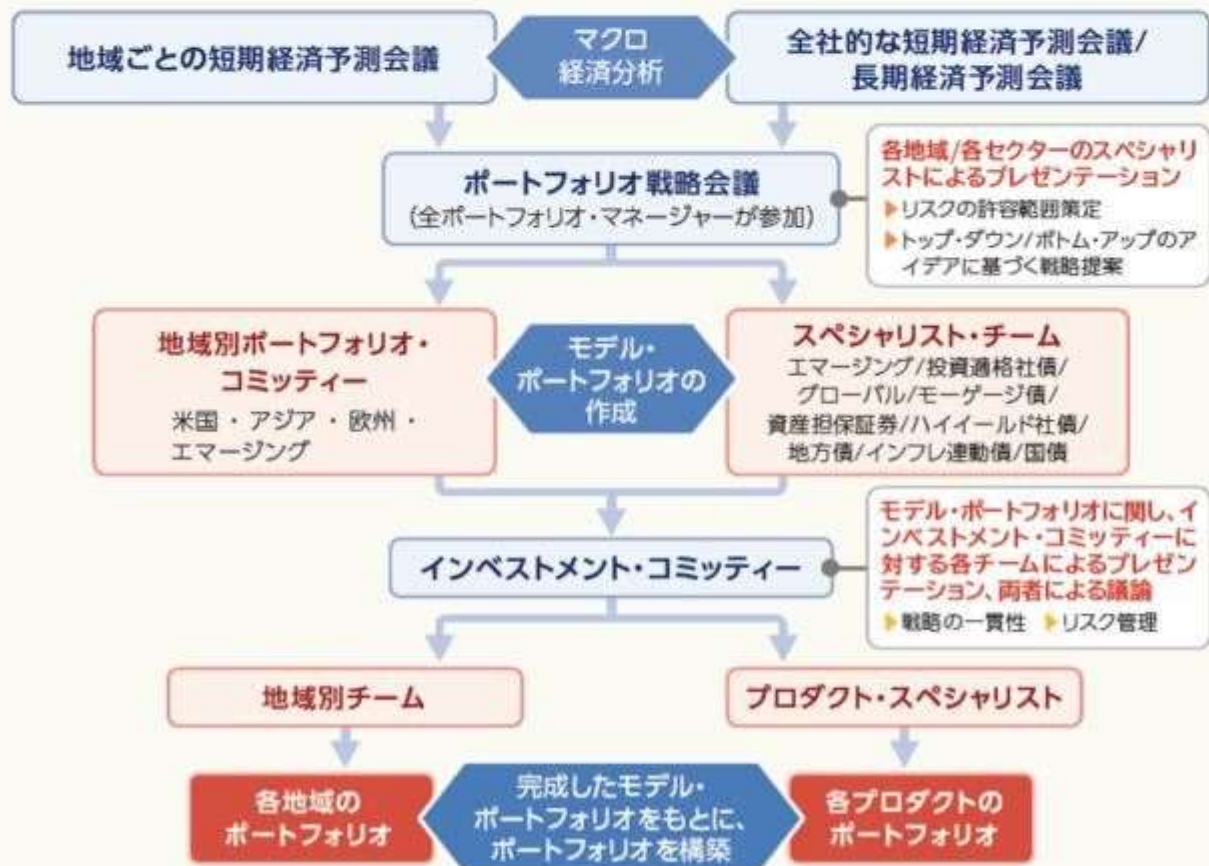 地域ごとの短期経済予測会議
マクロ
経済分析
全社的な短期経済予測会議/
長期経済予測会議
ポートフォリオ戦略会議
(全ポートフォリオ・マネージャーが参加)
各地域/各セクターのスペシャリ
ストによるプレゼンテーション
▶リスクの許容範囲策定
▶トップ・ダウン/ボトム・アップのア
イデアに基づく戦略提案
地域別ポートフォリオ・
コミッティー
米国・アジア・欧州・
エマージング
モデル・
ポートフォリオの
作成
スペシャリスト・チーム
エマージング/投資適格社債/
グローバル/モーゲージ債/
資産担保証券/ハイイールド社債/
地方債/インフレ連動債/国債
インベストメント・コミッティー
モデル・ポートフォリオに関し、イ
ンベストメント・コミッティーに
対する各チームによるプレゼン
テーション、両者による議論
▶戦略の一貫性 ▶リスク管理
地域別チーム
プロダクト・スペシャリスト
各地域の
ポートフォリオ
完成したモデル・
ポートフォリオをもとに、
ポートフォリオを構築
各プロダクトの
ポートフォリオ